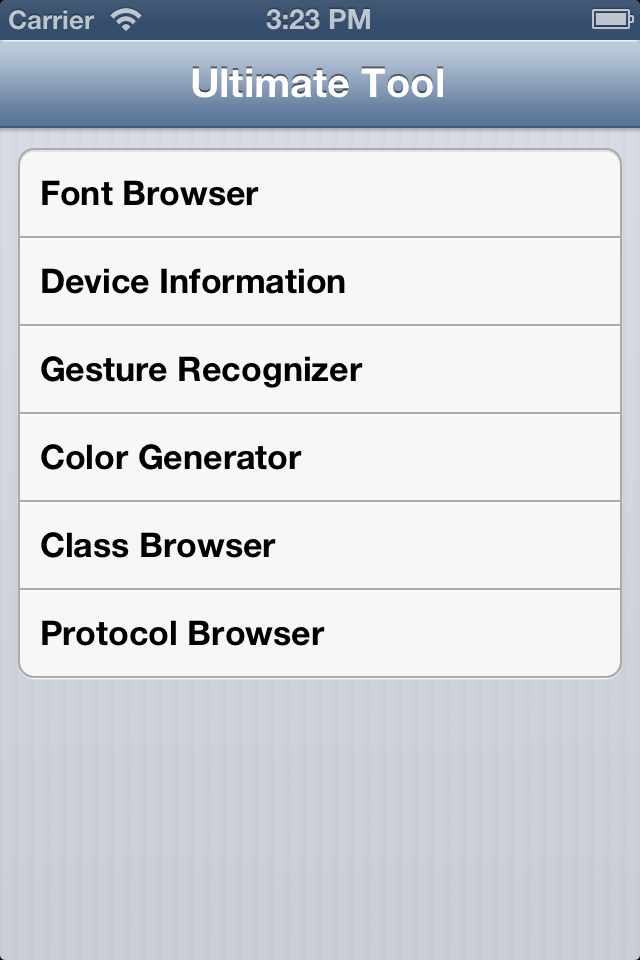 Carrier 3:23 PM
Ultimate Tool
Font Browser
Device Information
Gesture Recognizer
Color Generator
Class Browser
Protocol Browser